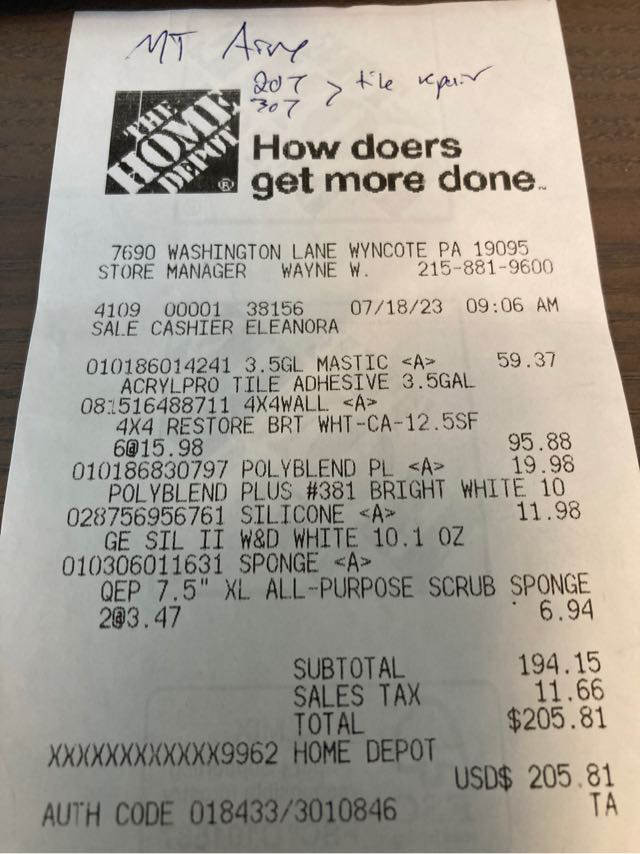 MT Airy
207 > tile repair
307
THE HOME DEPOT ®
How doers
get more done™
7690 WASHINGTON LANE WYNCOTE PA 19095
STORE MANAGER WAYNE W. 215-881-9600
4109 00001 38156 07/18/23 09:06 AM
SALE CASHIER ELEANORA
010186014241 3.5GL MASTIC <A> 59.37
ACRYLPRO TILE ADHESIVE 3.5GAL
081516488711 4X4WALL <A>
4X4 RESTORE BRT WHT-CA-12.5SF
6@15.98 95.88
010186830797 POLYBLEND PL <A> 19.98
POLYBLEND PLUS #381 BRIGHT WHITE 10
028756956761 SILICONE <A> 11.98
GE SIL II W&D WHITE 10.1 OZ
010306011631 SPONGE <A>
QEP 7.5" XL ALL-PURPOSE SCRUB SPONGE
2@3.47 6.94
SUBTOTAL 194.15
SALES TAX 11.66
TOTAL $205.81
XXXXXXXXXXXX9962 HOME DEPOT
USD$ 205.81
AUTH CODE 018433/3010846 TA